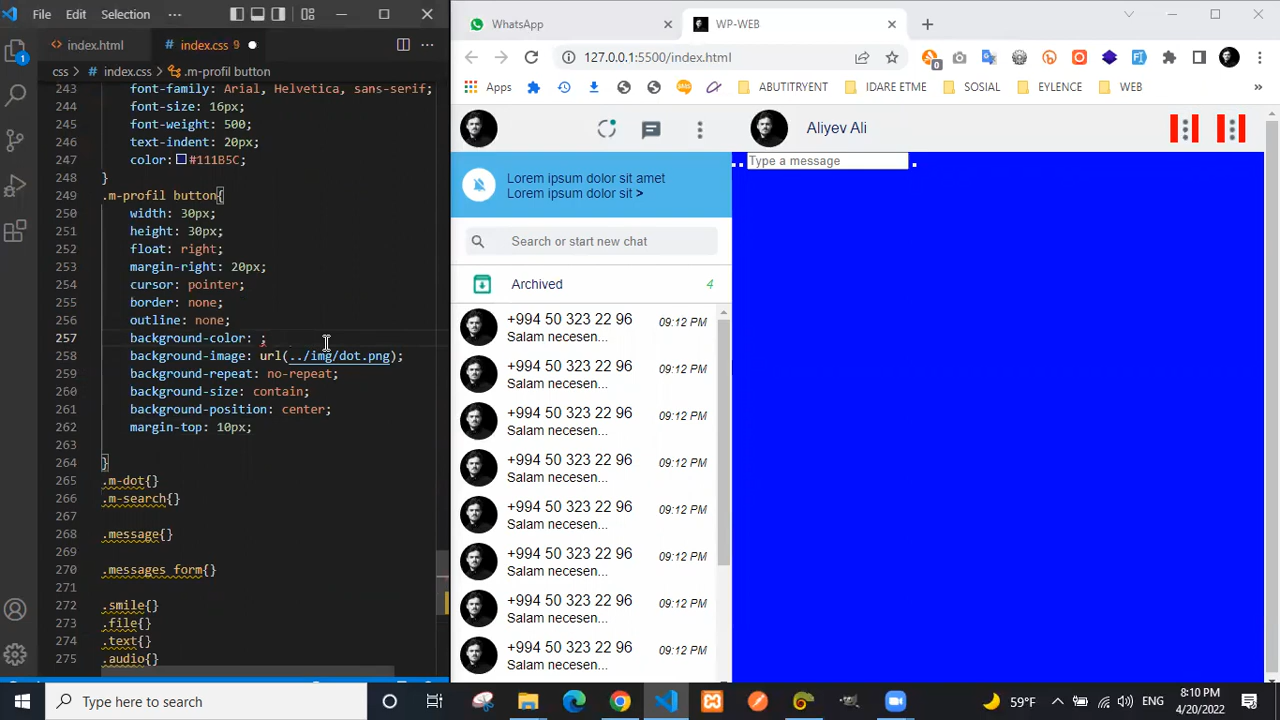 File Edit Selection ...
index.html index.css 9
css > index.css > .m-profil button
243 font-family: Arial, Helvetica, sans-serif;
244 font-size: 16px;
245 font-weight: 500;
246 text-indent: 20px;
247 color: #111B5C;
248 }
249 .m-profil button{
250 width: 30px;
251 height: 30px;
252 float: right;
253 margin-right: 20px;
254 cursor: pointer;
255 border: none;
256 outline: none;
257 background-color: ;
258 background-image: url(../img/dot.png);
259 background-repeat: no-repeat;
260 background-size: contain;
261 background-position: center;
262 margin-top: 10px;
263
264 }
265 .m-dot{}
266 .m-search{}
267
268 .message{}
269
270 .messages form{}
271
272 .smile{}
273 .file{}
274 .text{}
275 .audio{}
1
WhatsApp WP-WEB
127.0.0.1:5500/index.html
0
Apps ABUTITRYENT IDARE ETME SOSIAL EYLENCE WEB »
Aliyev Ali
Type a message
Lorem ipsum dolor sit amet
Lorem ipsum dolor sit >
Search or start new chat
Archived 4
+994 50 323 22 96 09:12 PM
Salam necesen...
+994 50 323 22 96 09:12 PM
Salam necesen...
+994 50 323 22 96 09:12 PM
Salam necesen...
+994 50 323 22 96 09:12 PM
Salam necesen...
+994 50 323 22 96 09:12 PM
Salam necesen...
+994 50 323 22 96 09:12 PM
Salam necesen...
+994 50 323 22 96 09:12 PM
Salam necesen...
+994 50 323 22 96 09:12 PM
Salam necesen...
Type here to search
59°F ENG 8:10 PM
4/20/2022